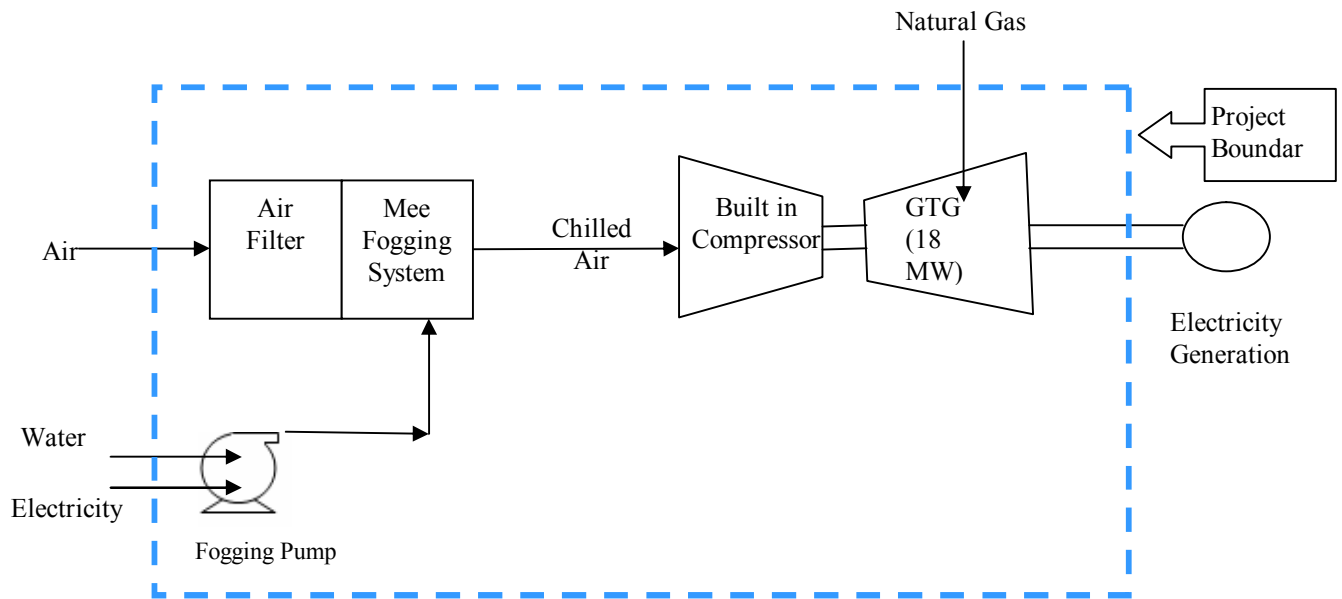 Natural Gas
Project
Boundar
Air
Filter
Mee
Fogging
System
Built in
Compressor
GTG
(18
MW)
Chilled
Air
Air
Electricity
Generation
Water
Electricity
Fogging Pump